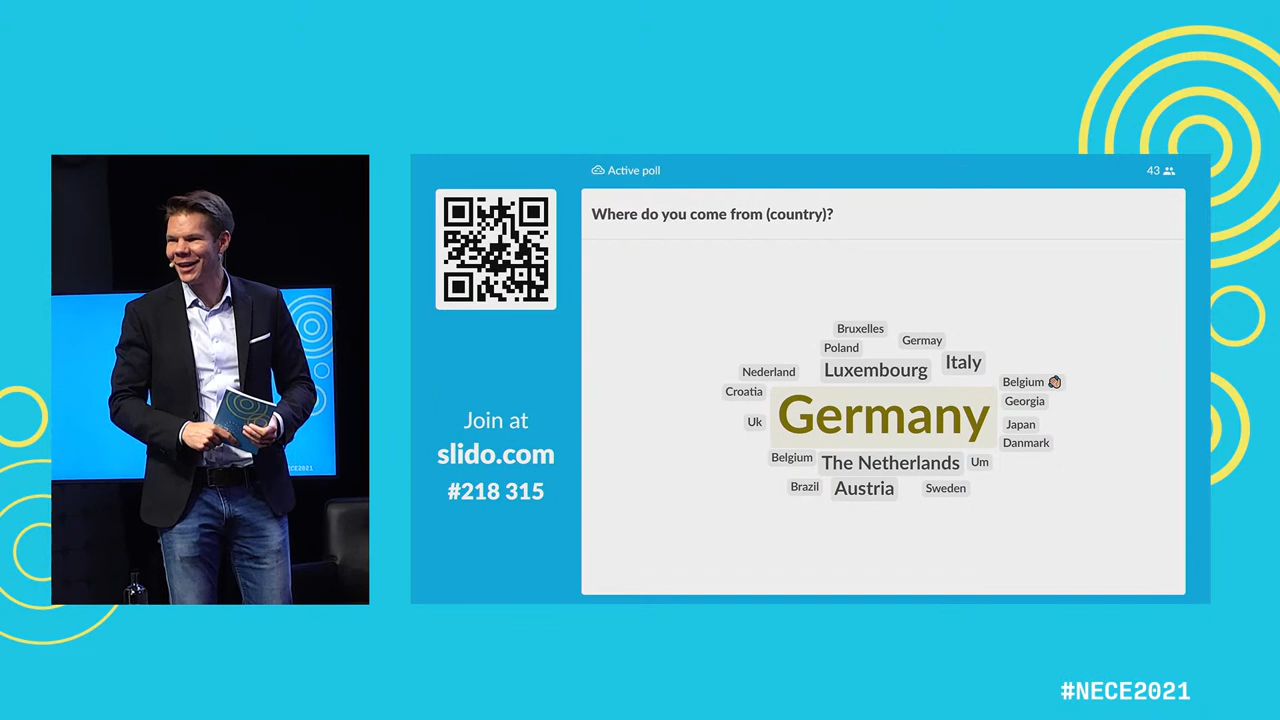 Active poll
43
Where do you come from (country)?
Bruxelles
Germay
Poland
Italy
Luxembourg
Nederland
Belgium
Croatia
Georgia
Germany
Uk
Japan
Danmark
Belgium
The Netherlands
Um
Brazil
Austria
Sweden
Join at
slido.com
#218 315
NECE2021
#NECE2021